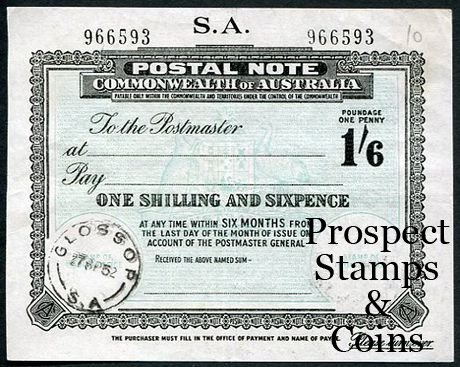 S.A.
966593 966593
10
POSTAL NOTE
COMMONWEALTH OF AUSTRALIA
PAYABLE ONLY WITHIN THE COMMONWEALTH AND TERRITORIES UNDER THE CONTROL OF THE COMMONWEALTH
POUNDAGE
ONE PENNY
To the Postmaster
1/6
at
Pay
ONE SHILLING AND SIXPENCE
AT ANY TIME WITHIN SIX MONTHS FROM
THE LAST DAY OF THE MONTH OF ISSUE ON
ACCOUNT OF THE POSTMASTER GENERAL
RECEIVED THE ABOVE NAMED SUM—
GLOSSOP
27 SP 52
S.A
Prospect
Stamps
&
Coins
THE PURCHASER MUST FILL IN THE OFFICE OF PAYMENT AND NAME OF PAYEE.